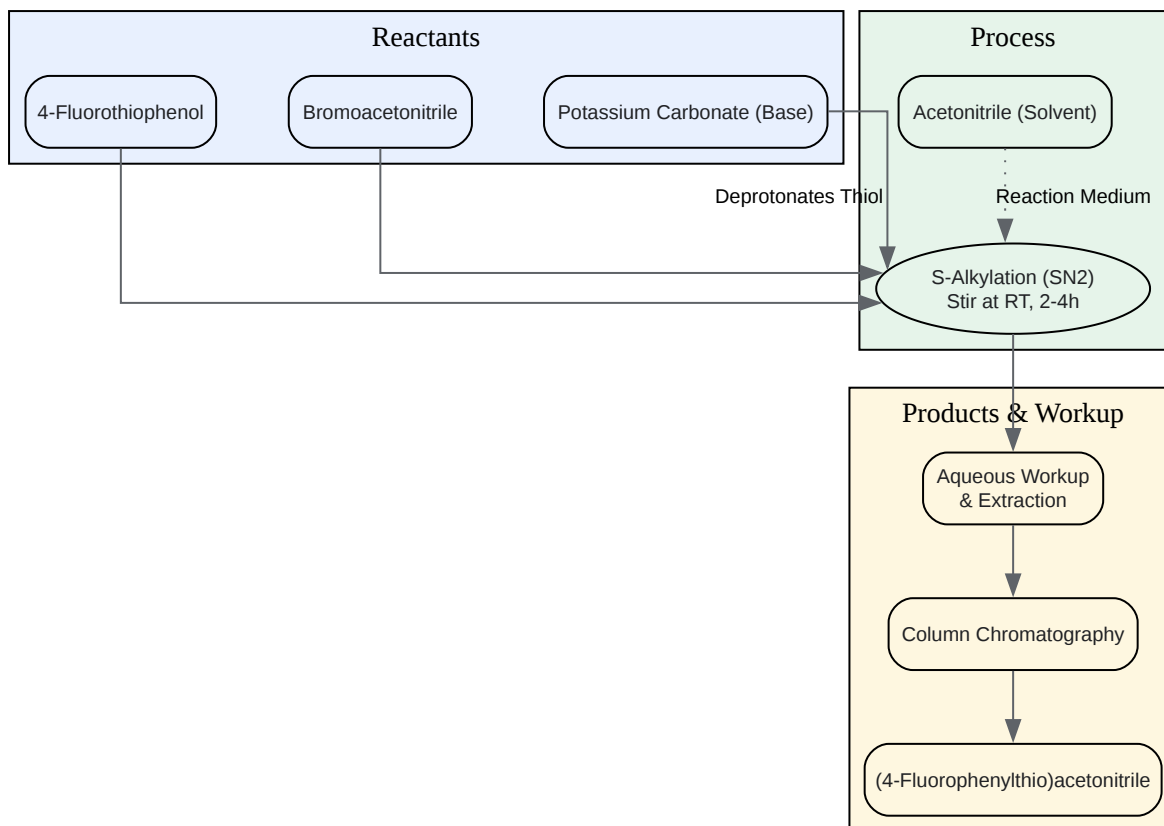 Reactants
Process
4-Fluorothiophenol
Bromoacetonitrile
Potassium Carbonate (Base)
Acetonitrile (Solvent)
Deprotonates Thiol
Reaction Medium
S-Alkylation (SN2)
Stir at RT, 2-4h
Products & Workup
Aqueous Workup
& Extraction
Column Chromatography
(4-Fluorophenylthio)acetonitrile